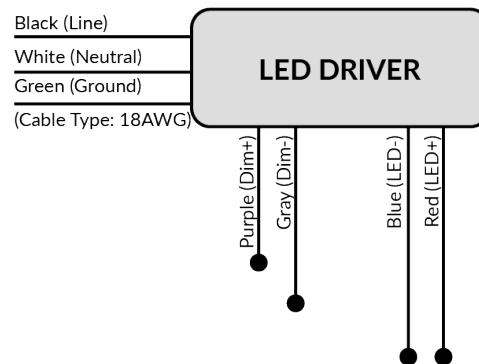 Black (Line)
White (Neutral)
Green (Ground)
(Cable Type: 18AWG)
LED DRIVER
Purple (Dim+)
Gray (Dim-)
Blue (LED-)
Red (LED+)